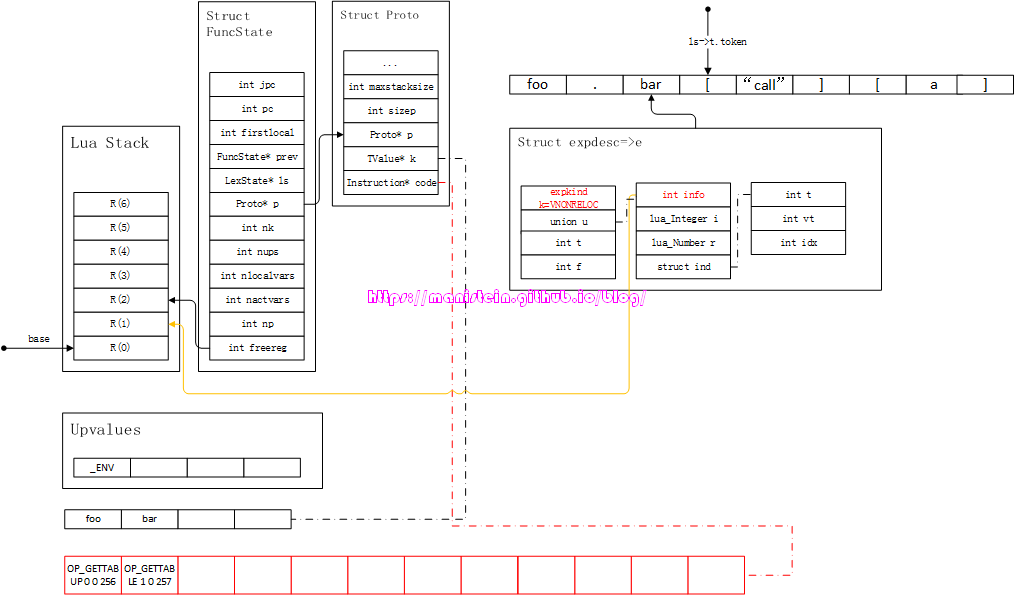 Struct
FuncState
int jpc
int pc
int firstlocal
FuncState* prev
LexState* ls
Proto* p
int nk
int nups
int nlocalvars
int nactvars
int np
int freereg
Struct Proto
...
int maxstacksize
int sizep
Proto* p
TValue* k
Instruction* code
ls=>t.token
foo . bar [ “call” ] [ a ]
Struct expdesc=>e
expkind
k=VNONRELOC
union u
int t
int f
int info
lua_Integer i
lua_Number r
struct ind
int t
int vt
int idx
Lua Stack
R(6)
R(5)
R(4)
R(3)
R(2)
R(1)
R(0)
base
https://manistein.github.io/blog/
Upvalues
_ENV
foo bar
OP_GETTAB
UP 0 0 256
OP_GETTAB
LE 1 0 257